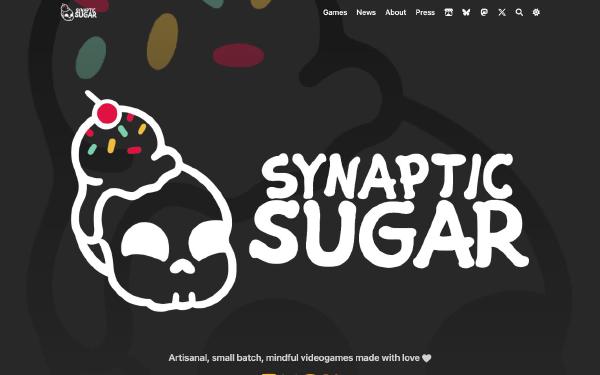 SYNAPTIC
SUGAR
Games News About Press
SYNAPTIC
SUGAR
Artisanal, small batch, mindful videogames made with love